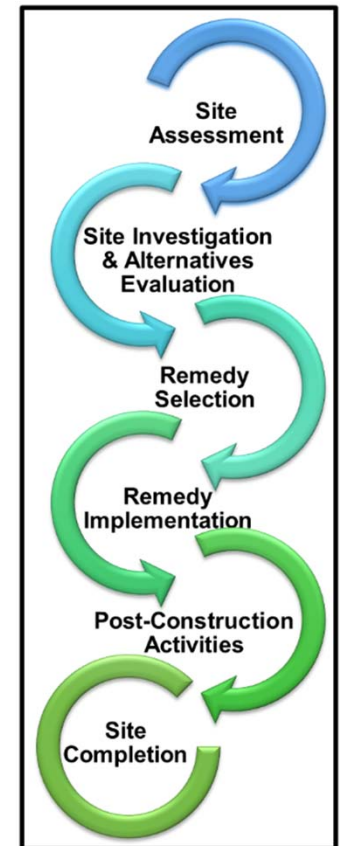 Site
Assessment
Site Investigation
& Alternatives
Evaluation
Remedy
Selection
Remedy
Implementation
Post-Construction
Activities
Site
Completion